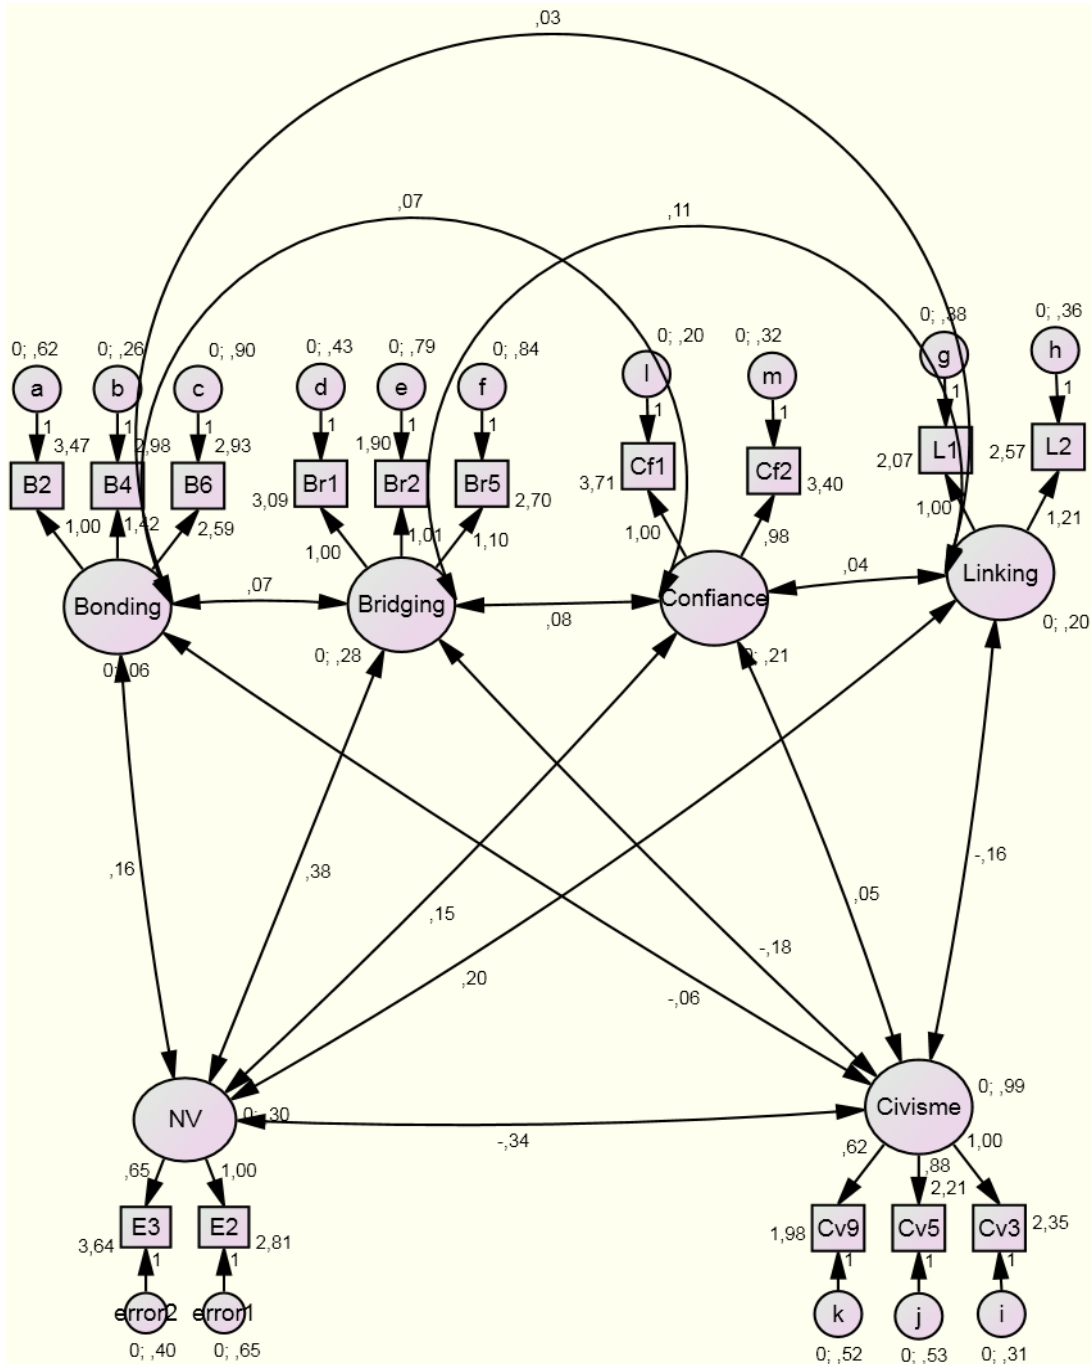 ,03
,07
,11
0; ,62
0; ,26
0; ,90
0; ,43
0; ,79
0; ,84
0; ,20
0; ,32
0; ,38
0; ,36
a
b
c
d
e
f
l
m
g
h
1
1
1
1
1
1
1
1
1
1
3,47
2,98
2,93
3,09
1,90
2,70
3,71
3,40
2,07
2,57
B2
B4
B6
Br1
Br2
Br5
Cf1
Cf2
L1
L2
1,00
1,42
2,59
1,00
1,01
1,10
1,00
,98
1,00
1,21
Bonding
Bridging
Confiance
Linking
,07
,08
,04
0; ,06
0; ,28
0; ,21
0; ,20
,16
,38
,15
,20
-,06
-,18
,05
-,16
NV
0; ,30
-,34
Civisme
0; ,99
,65
1,00
,62
,88
1,00
E3
E2
Cv9
Cv5
Cv3
3,64
2,81
1,98
2,21
2,35
1
1
1
1
1
error2
error1
k
j
i
0; ,40
0; ,65
0; ,52
0; ,53
0; ,31